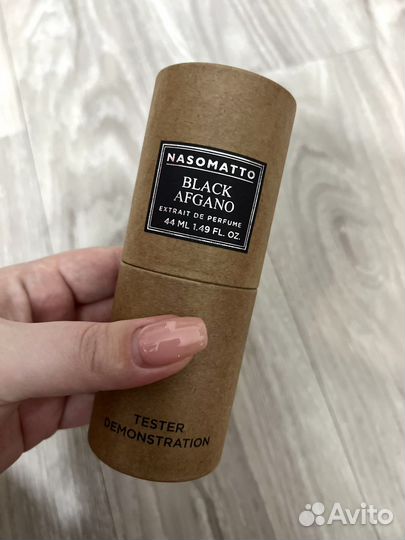 NASOMATTO
BLACK
AFGANO
EXTRAIT DE PERFUME
44 ML 1.49 FL. OZ.
TESTER
DEMONSTRATION
Avito